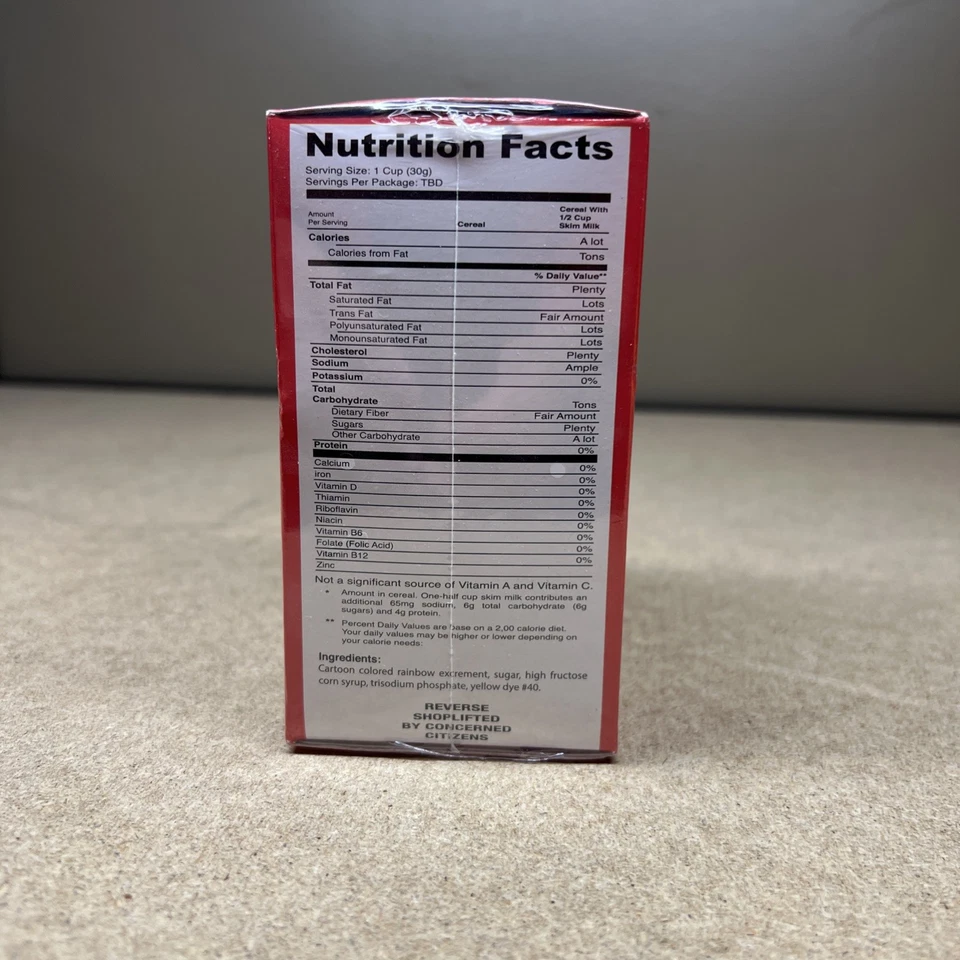 Nutrition Facts
Serving Size: 1 Cup (30g)
Servings Per Package: TBD
Amount
Per Serving
Cereal
Cereal With
1/2 Cup
Skim Milk
Calories A lot
Calories from Fat Tons
% Daily Value**
Total Fat Plenty
Saturated Fat Lots
Trans Fat Fair Amount
Polyunsaturated Fat Lots
Monounsaturated Fat Lots
Cholesterol Plenty
Sodium Ample
Potassium 0%
Total
Carbohydrate Tons
Dietary Fiber Fair Amount
Sugars Plenty
Other Carbohydrate A lot
Protein 0%
Calcium 0%
iron 0%
Vitamin D 0%
Thiamin 0%
Riboflavin 0%
Niacin 0%
Vitamin B6 0%
Folate (Folic Acid) 0%
Vitamin B12 0%
Zinc
Not a significant source of Vitamin A and Vitamin C.
* Amount in cereal. One-half cup skim milk contributes an
additional 65mg sodium, 6g total carbohydrate (6g
sugars) and 4g protein.
** Percent Daily Values are base on a 2,00 calorie diet.
Your daily values may be higher or lower depending on
your calorie needs:
Ingredients:
Cartoon colored rainbow excrement, sugar, high fructose
corn syrup, trisodium phosphate, yellow dye #40.
REVERSE
SHOPLIFTED
BY CONCERNED
CITIZENS